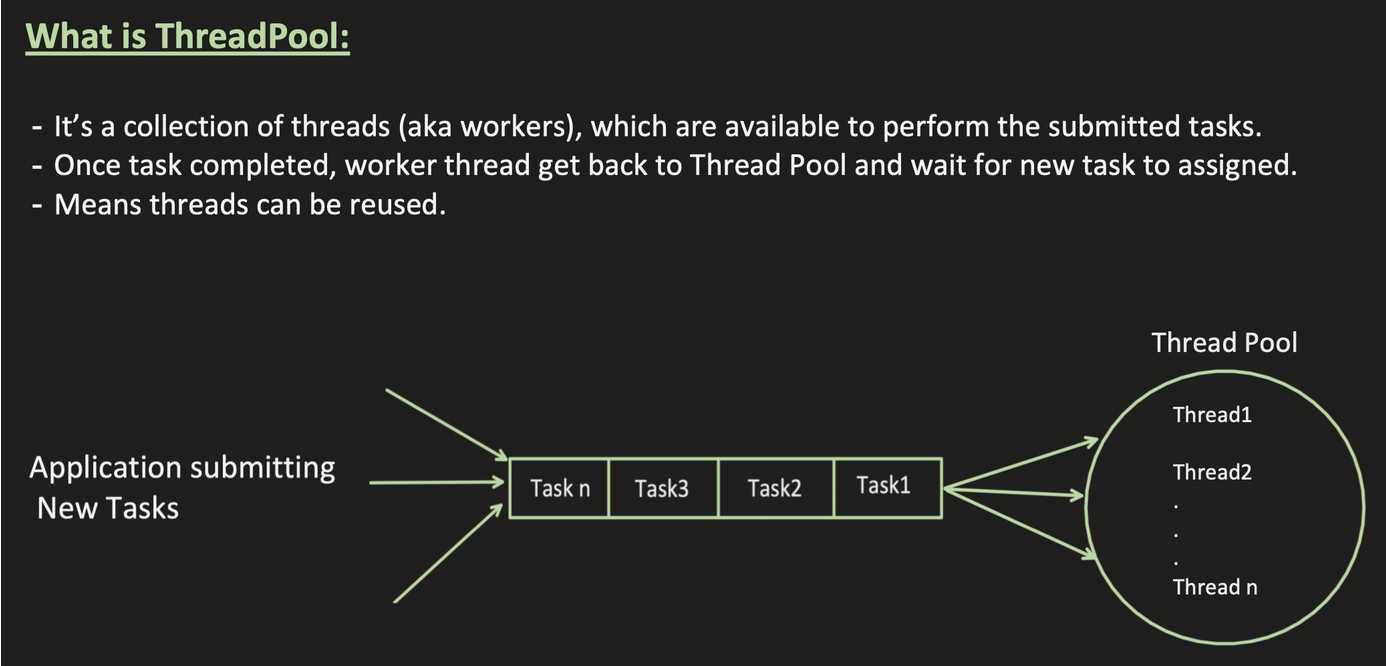 What is ThreadPool:
- It's a collection of threads (aka workers), which are available to perform the submitted tasks.
- Once task completed, worker thread get back to Thread Pool and wait for new task to assigned.
- Means threads can be reused.
Thread Pool
Application submitting
New Tasks
Task n
Task3
Task2
Task1
Thread1
Thread2
.
.
.
Thread n